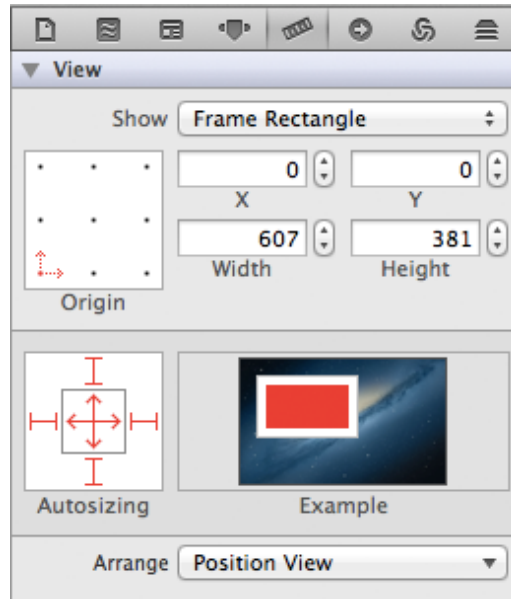 View
Show Frame Rectangle
0 0
X Y
607 381
Width Height
Origin
Autosizing Example
Arrange Position View